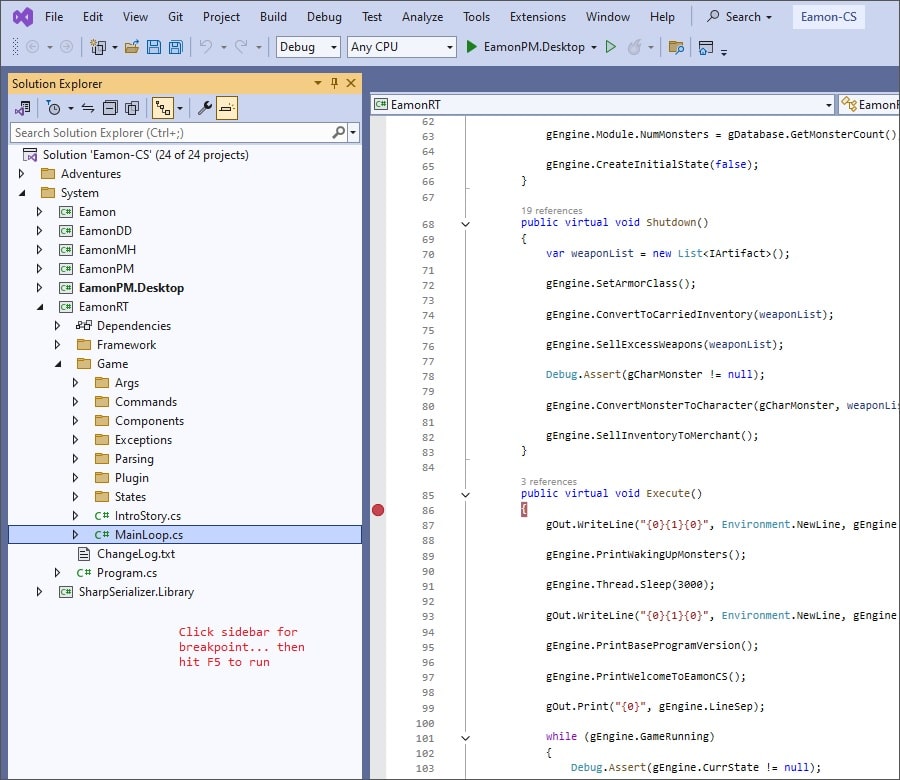 File Edit View Git Project Build Debug Test Analyze Tools Extensions Window Help Search Eamon-CS
Debug Any CPU EamonPM.Desktop
Solution Explorer
Search Solution Explorer (Ctrl+;)
Solution 'Eamon-CS' (24 of 24 projects)
Adventures
System
C# Eamon
C# EamonDD
C# EamonMH
C# EamonPM
C# EamonPM.Desktop
C# EamonRT
Dependencies
Framework
Game
Args
Commands
Components
Exceptions
Parsing
Plugin
States
C# IntroStory.cs
C# MainLoop.cs
ChangeLog.txt
C# Program.cs
C# SharpSerializer.Library
Click sidebar for
breakpoint... then
hit F5 to run
C# EamonRT
62
63 gEngine.Module.NumMonsters = gDatabase.GetMonsterCount()
64
65 gEngine.CreateInitialState(false);
66 }
67
19 references
68 public virtual void Shutdown()
69 {
70 var weaponList = new List<IArtifact>();
71
72 gEngine.SetArmorClass();
73
74 gEngine.ConvertToCarriedInventory(weaponList);
75
76 gEngine.SellExcessWeapons(weaponList);
77
78 Debug.Assert(gCharMonster != null);
79
80 gEngine.ConvertMonsterToCharacter(gCharMonster, weaponLis
81
82 gEngine.SellInventoryToMerchant();
83 }
84
3 references
85 public virtual void Execute()
86 {
87 gOut.WriteLine("{0}{1}{0}", Environment.NewLine, gEngine
88
89 gEngine.PrintWakingUpMonsters();
90
91 gEngine.Thread.Sleep(3000);
92
93 gOut.WriteLine("{0}{1}{0}", Environment.NewLine, gEngine
94
95 gEngine.PrintBaseProgramVersion();
96
97 gEngine.PrintWelcomeToEamonCS();
98
99 gOut.Print("{0}", gEngine.LineSep);
100
101 while (gEngine.GameRunning)
102 {
103 Debug.Assert(gEngine.CurrState != null);